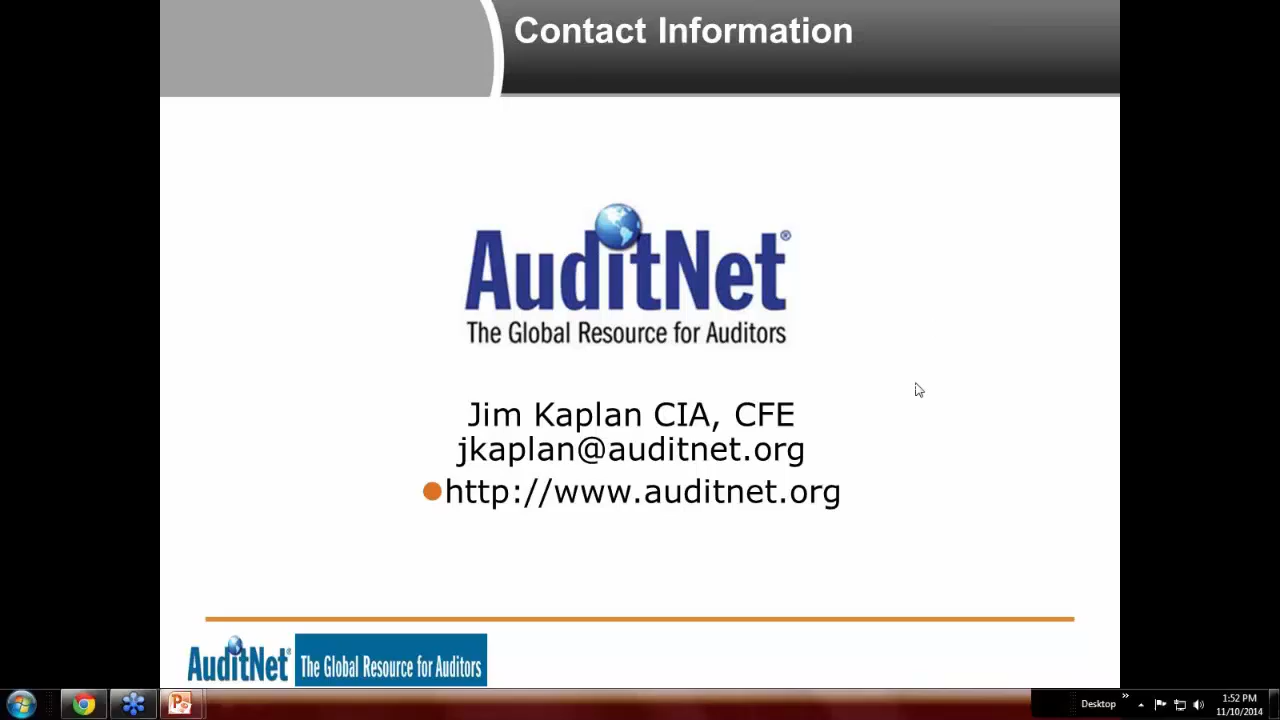 Contact Information
AuditNet®
The Global Resource for Auditors
Jim Kaplan CIA, CFE
jkaplan@auditnet.org
http://www.auditnet.org
AuditNet® The Global Resource for Auditors
Desktop
1:52 PM
11/10/2014